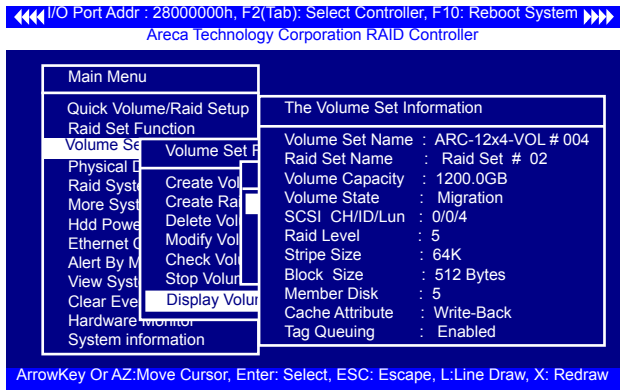 I/O Port Addr : 28000000h, F2(Tab): Select Controller, F10: Reboot System
Areca Technology Corporation RAID Controller
Main Menu
Quick Volume/Raid Setup
Raid Set Function
Volume Se
Physical D
Raid Syst
More Syst
Hdd Powe
Ethernet C
Alert By M
View Syst
Clear Eve
Hardware Monitor
System information
Volume Set F
Create Vol
Create Ra
Delete Vol
Modify Vol
Check Volu
Stop Volum
Display Volum
The Volume Set Information
Volume Set Name : ARC-12x4-VOL # 004
Raid Set Name : Raid Set # 02
Volume Capacity : 1200.0GB
Volume State : Migration
SCSI CH/ID/Lun : 0/0/4
Raid Level : 5
Stripe Size : 64K
Block Size : 512 Bytes
Member Disk : 5
Cache Attribute : Write-Back
Tag Queuing : Enabled
ArrowKey Or AZ:Move Cursor, Enter: Select, ESC: Escape, L:Line Draw, X: Redraw